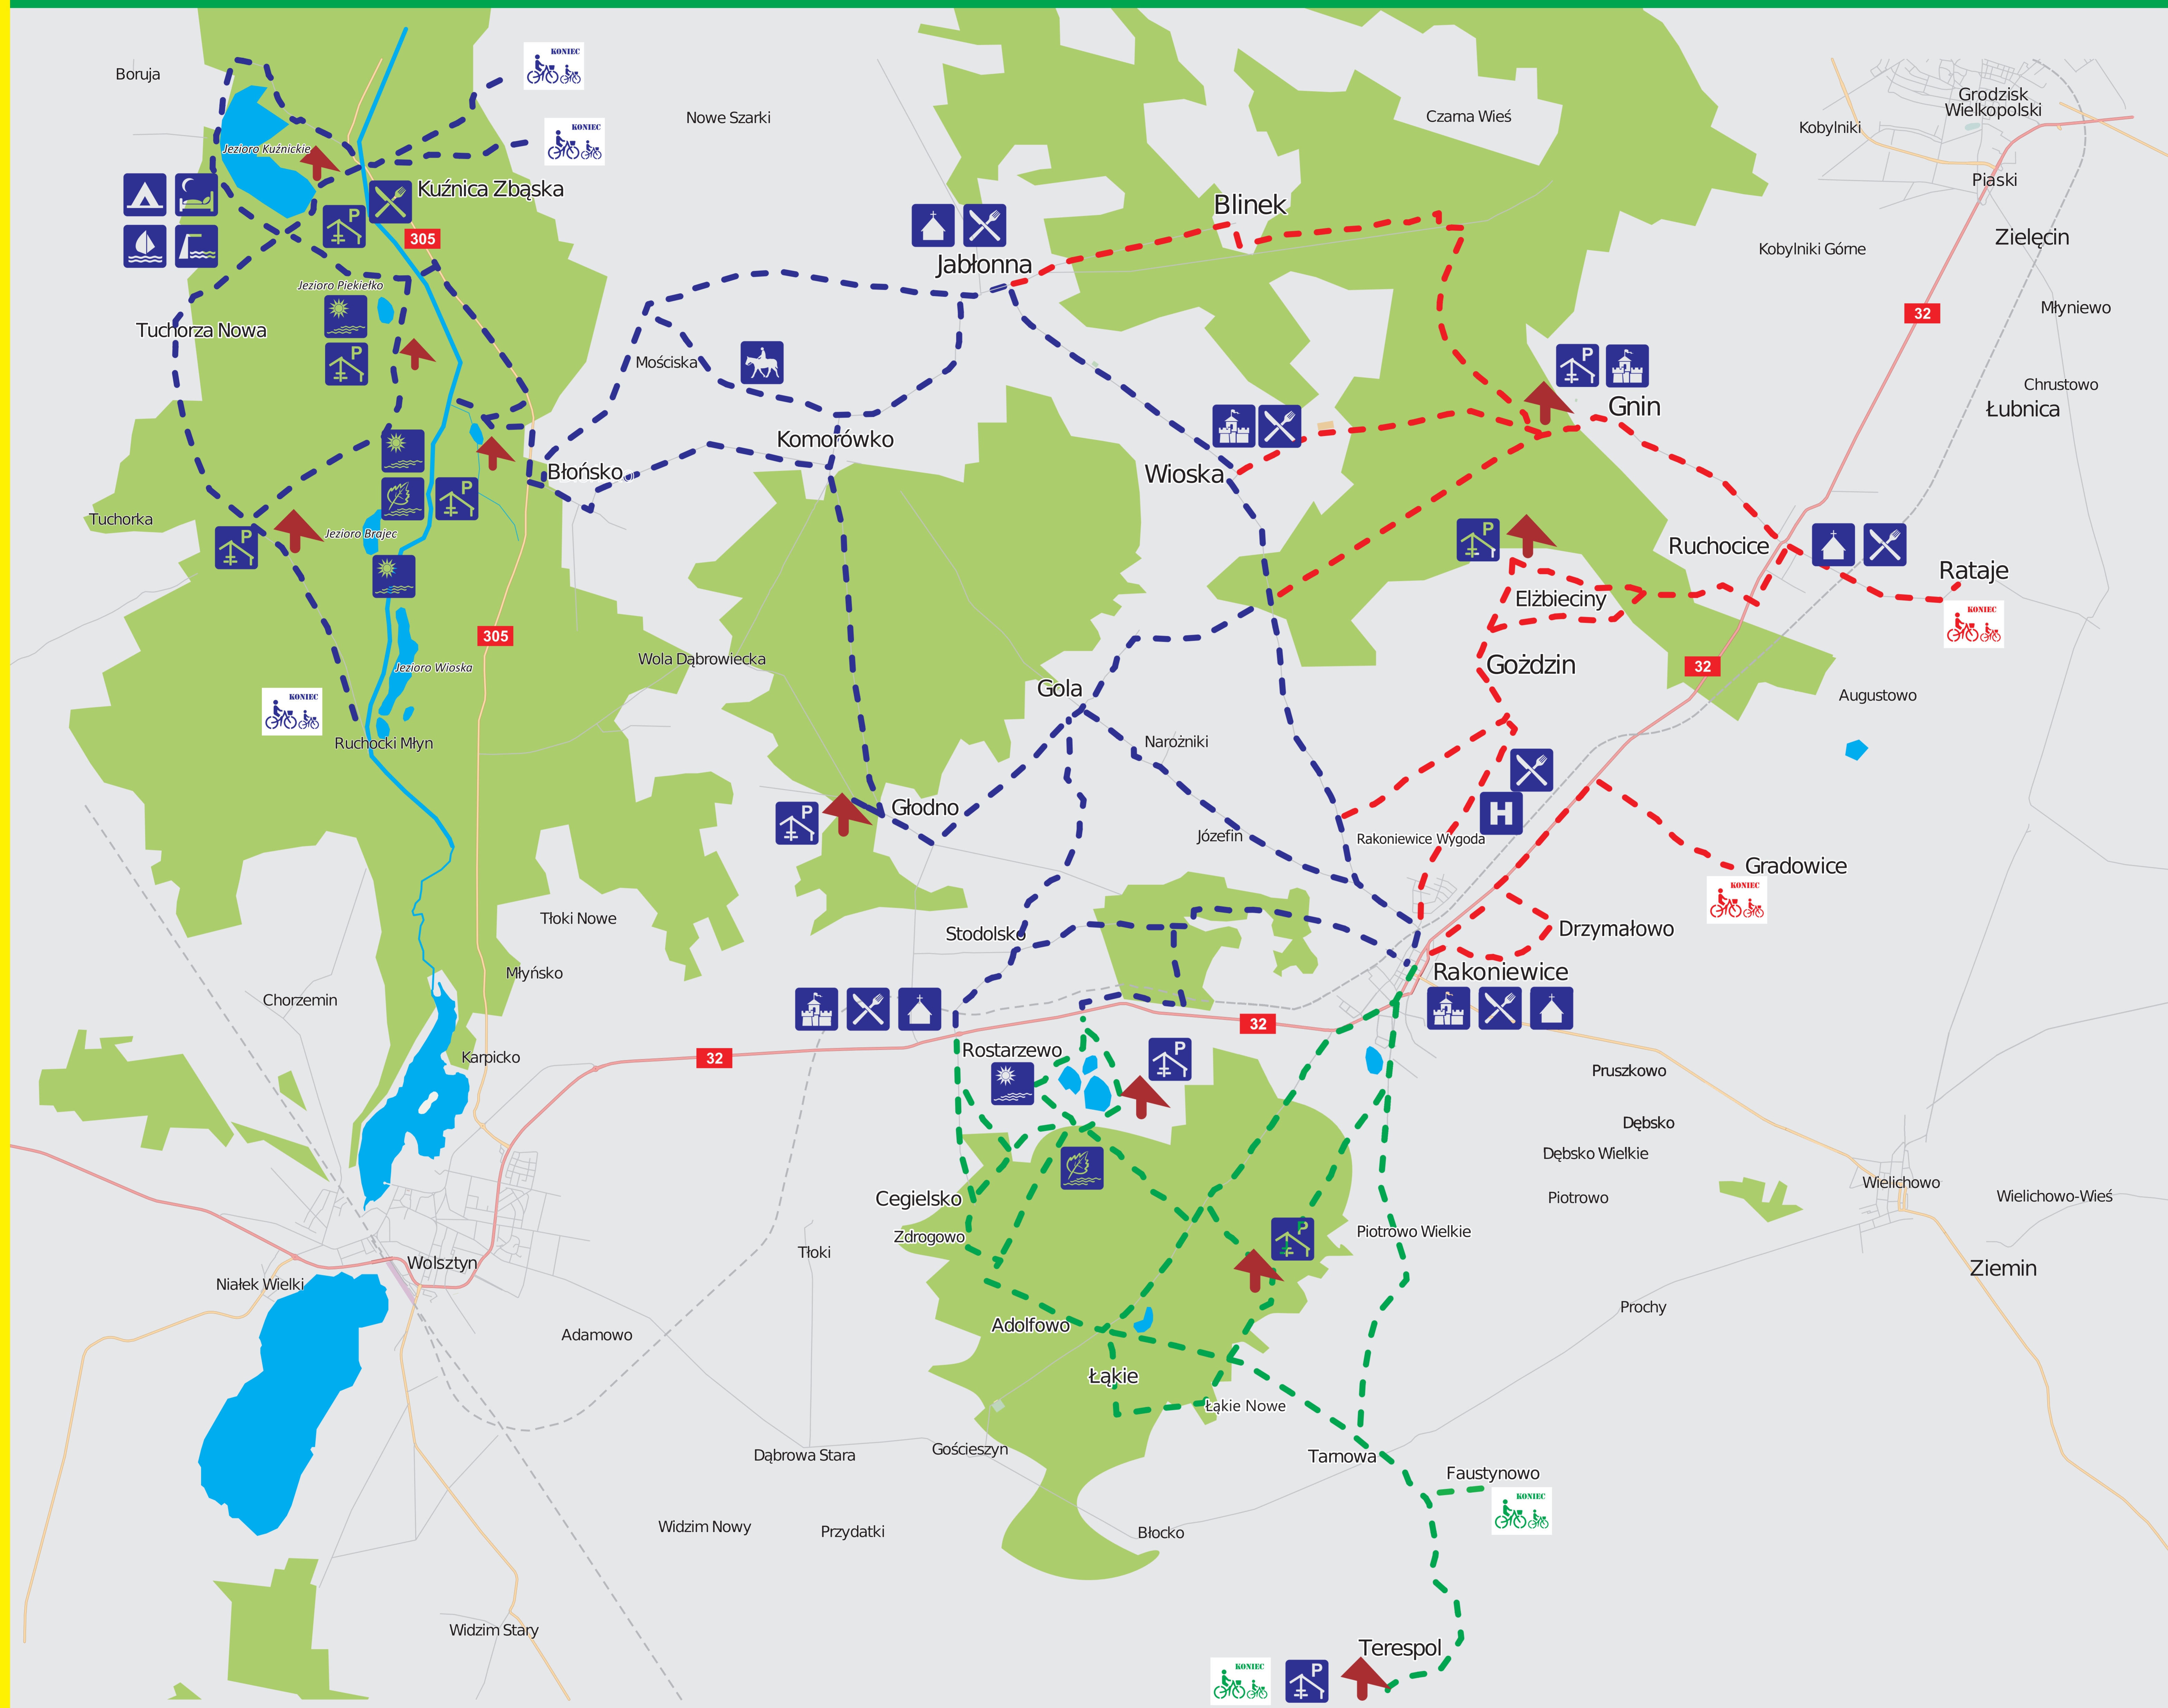 KONIEC
Boruja
Nowe Szarki
Czarna Wieś
Grodzisk
Wielkopolski
Kobylniki
KONIEC
Jezioro Kuźnickie
Kuźnica Zbąska
Piaski
Blinek
P
305
Zielęcin
Kobylniki Górne
Jabłonna
Jezioro Piekiełko
Młyniewo
32
Tuchorza Nowa
P
Mościska
P
Chrustowo
Gnin
Łubnica
Komorówko
Błońsko
Wioska
P
Tuchorka
Jezioro Brajec
P
P
Ruchocice
Rataje
Elżbieciny
KONIEC
305
Wola Dąbrowiecka
Jezioro Wioska
Gożdzin
32
Gola
Augustowo
KONIEC
Ruchocki Młyn
Narożniki
Głodno
P
H
Józefin
Rakoniewice Wygoda
Gradowice
KONIEC
Tłoki Nowe
Stodolsko
Drzymałowo
Młyńsko
Rakoniewice
Chorzemin
32
Rostarzewo
P
Karpicko
32
Pruszkowo
Dębsko
Dębsko Wielkie
Wielichowo
Cegielsko
Piotrowo
Wielichowo-Wieś
Zdrogowo
P
Piotrowo Wielkie
Tłoki
Wolsztyn
Ziemin
Niałek Wielki
Prochy
Adolfowo
Adamowo
Łąkie
Łąkie Nowe
Gościeszyn
Dąbrowa Stara
Tarnowa
Faustynowo
KONIEC
Widzim Nowy
Przydatki
Błocko
Widzim Stary
Terespol
KONIEC
P